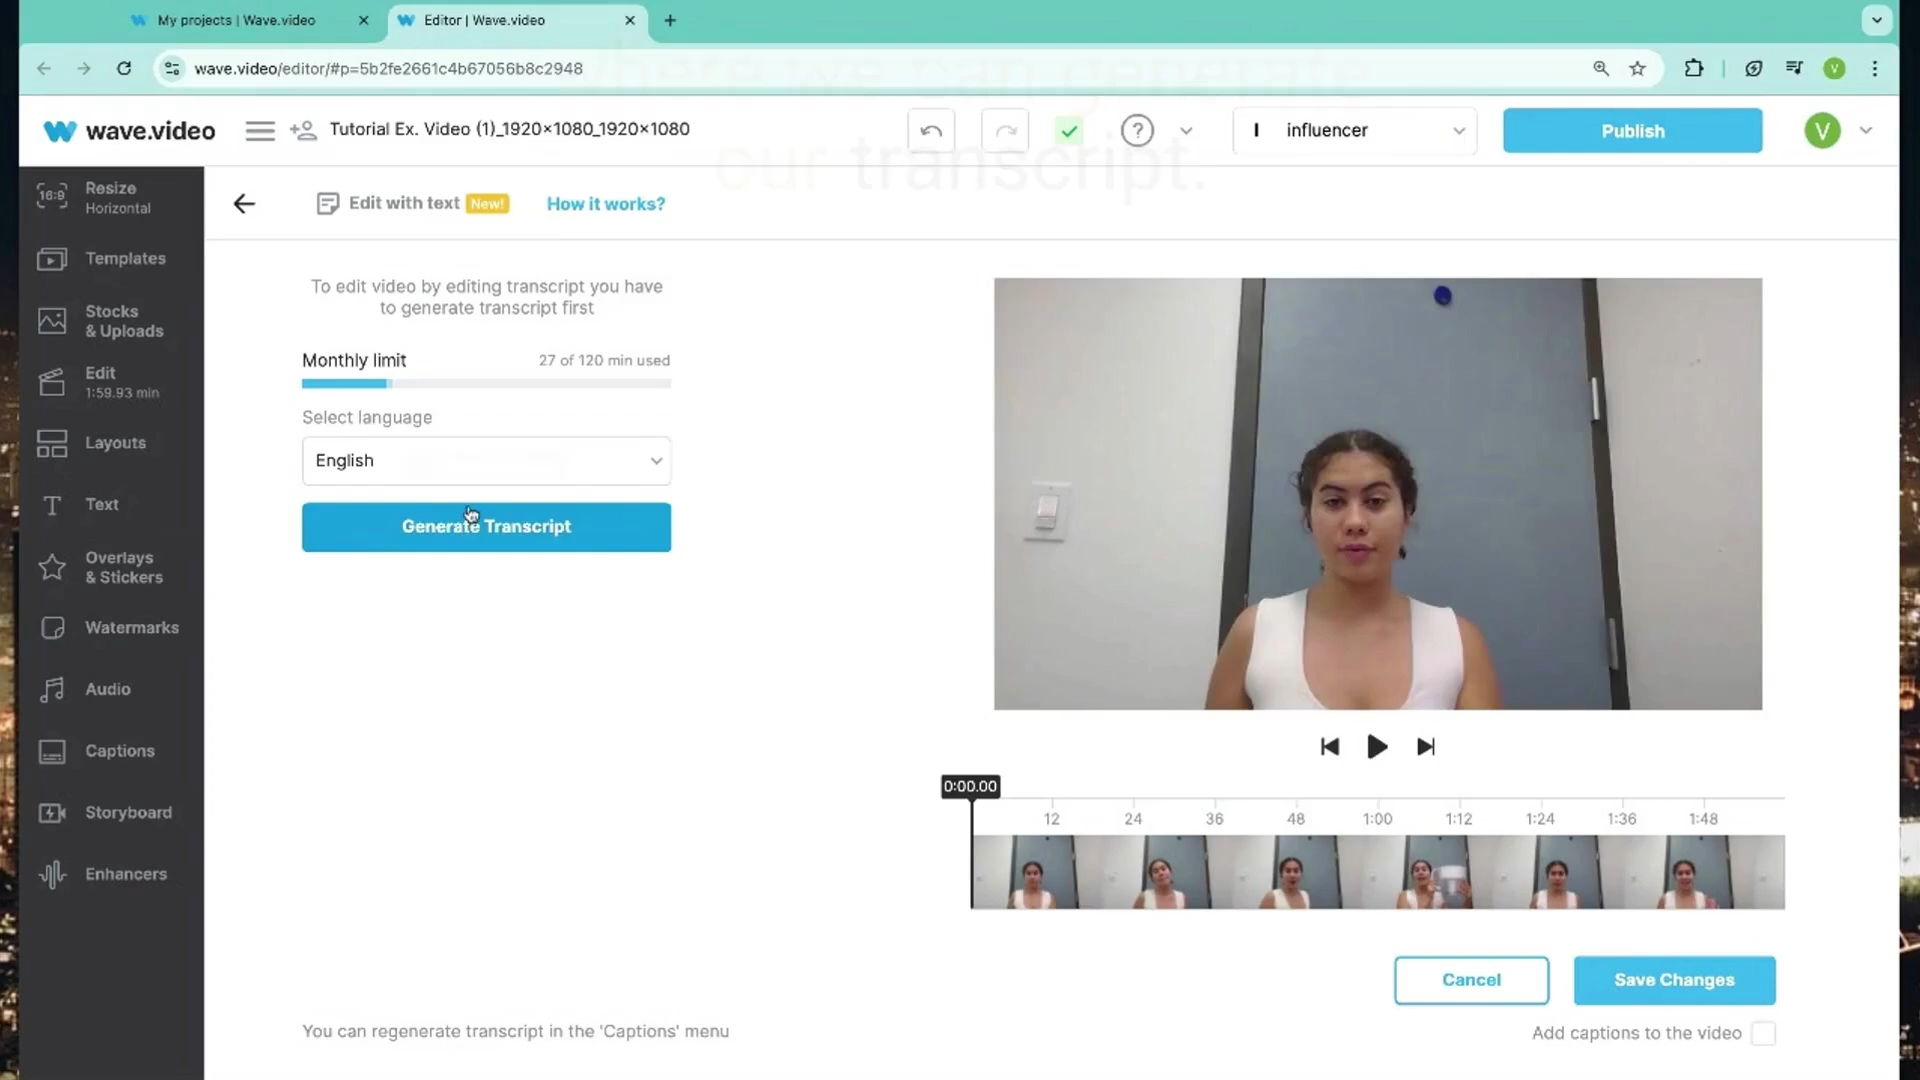 My projects | Wave.video
Editor | Wave.video
wave.video/editor/#p=5b2fe2661c4b67056b8c2948
V
wave.video
Tutorial Ex. Video (1)_1920×1080_1920×1080
I influencer
Publish
V
our transcript.
16:9
Resize
Horizontal
Templates
Stocks
& Uploads
Edit
1:59.93 min
Layouts
Text
Overlays
& Stickers
Watermarks
Audio
Captions
Storyboard
Enhancers
Edit with text New!
How it works?
To edit video by editing transcript you have
to generate transcript first
Monthly limit
27 of 120 min used
Select language
English
Generate Transcript
0:00.00
12 24 36 48 1:00 1:12 1:24 1:36 1:48
Cancel
Save Changes
You can regenerate transcript in the 'Captions' menu
Add captions to the video